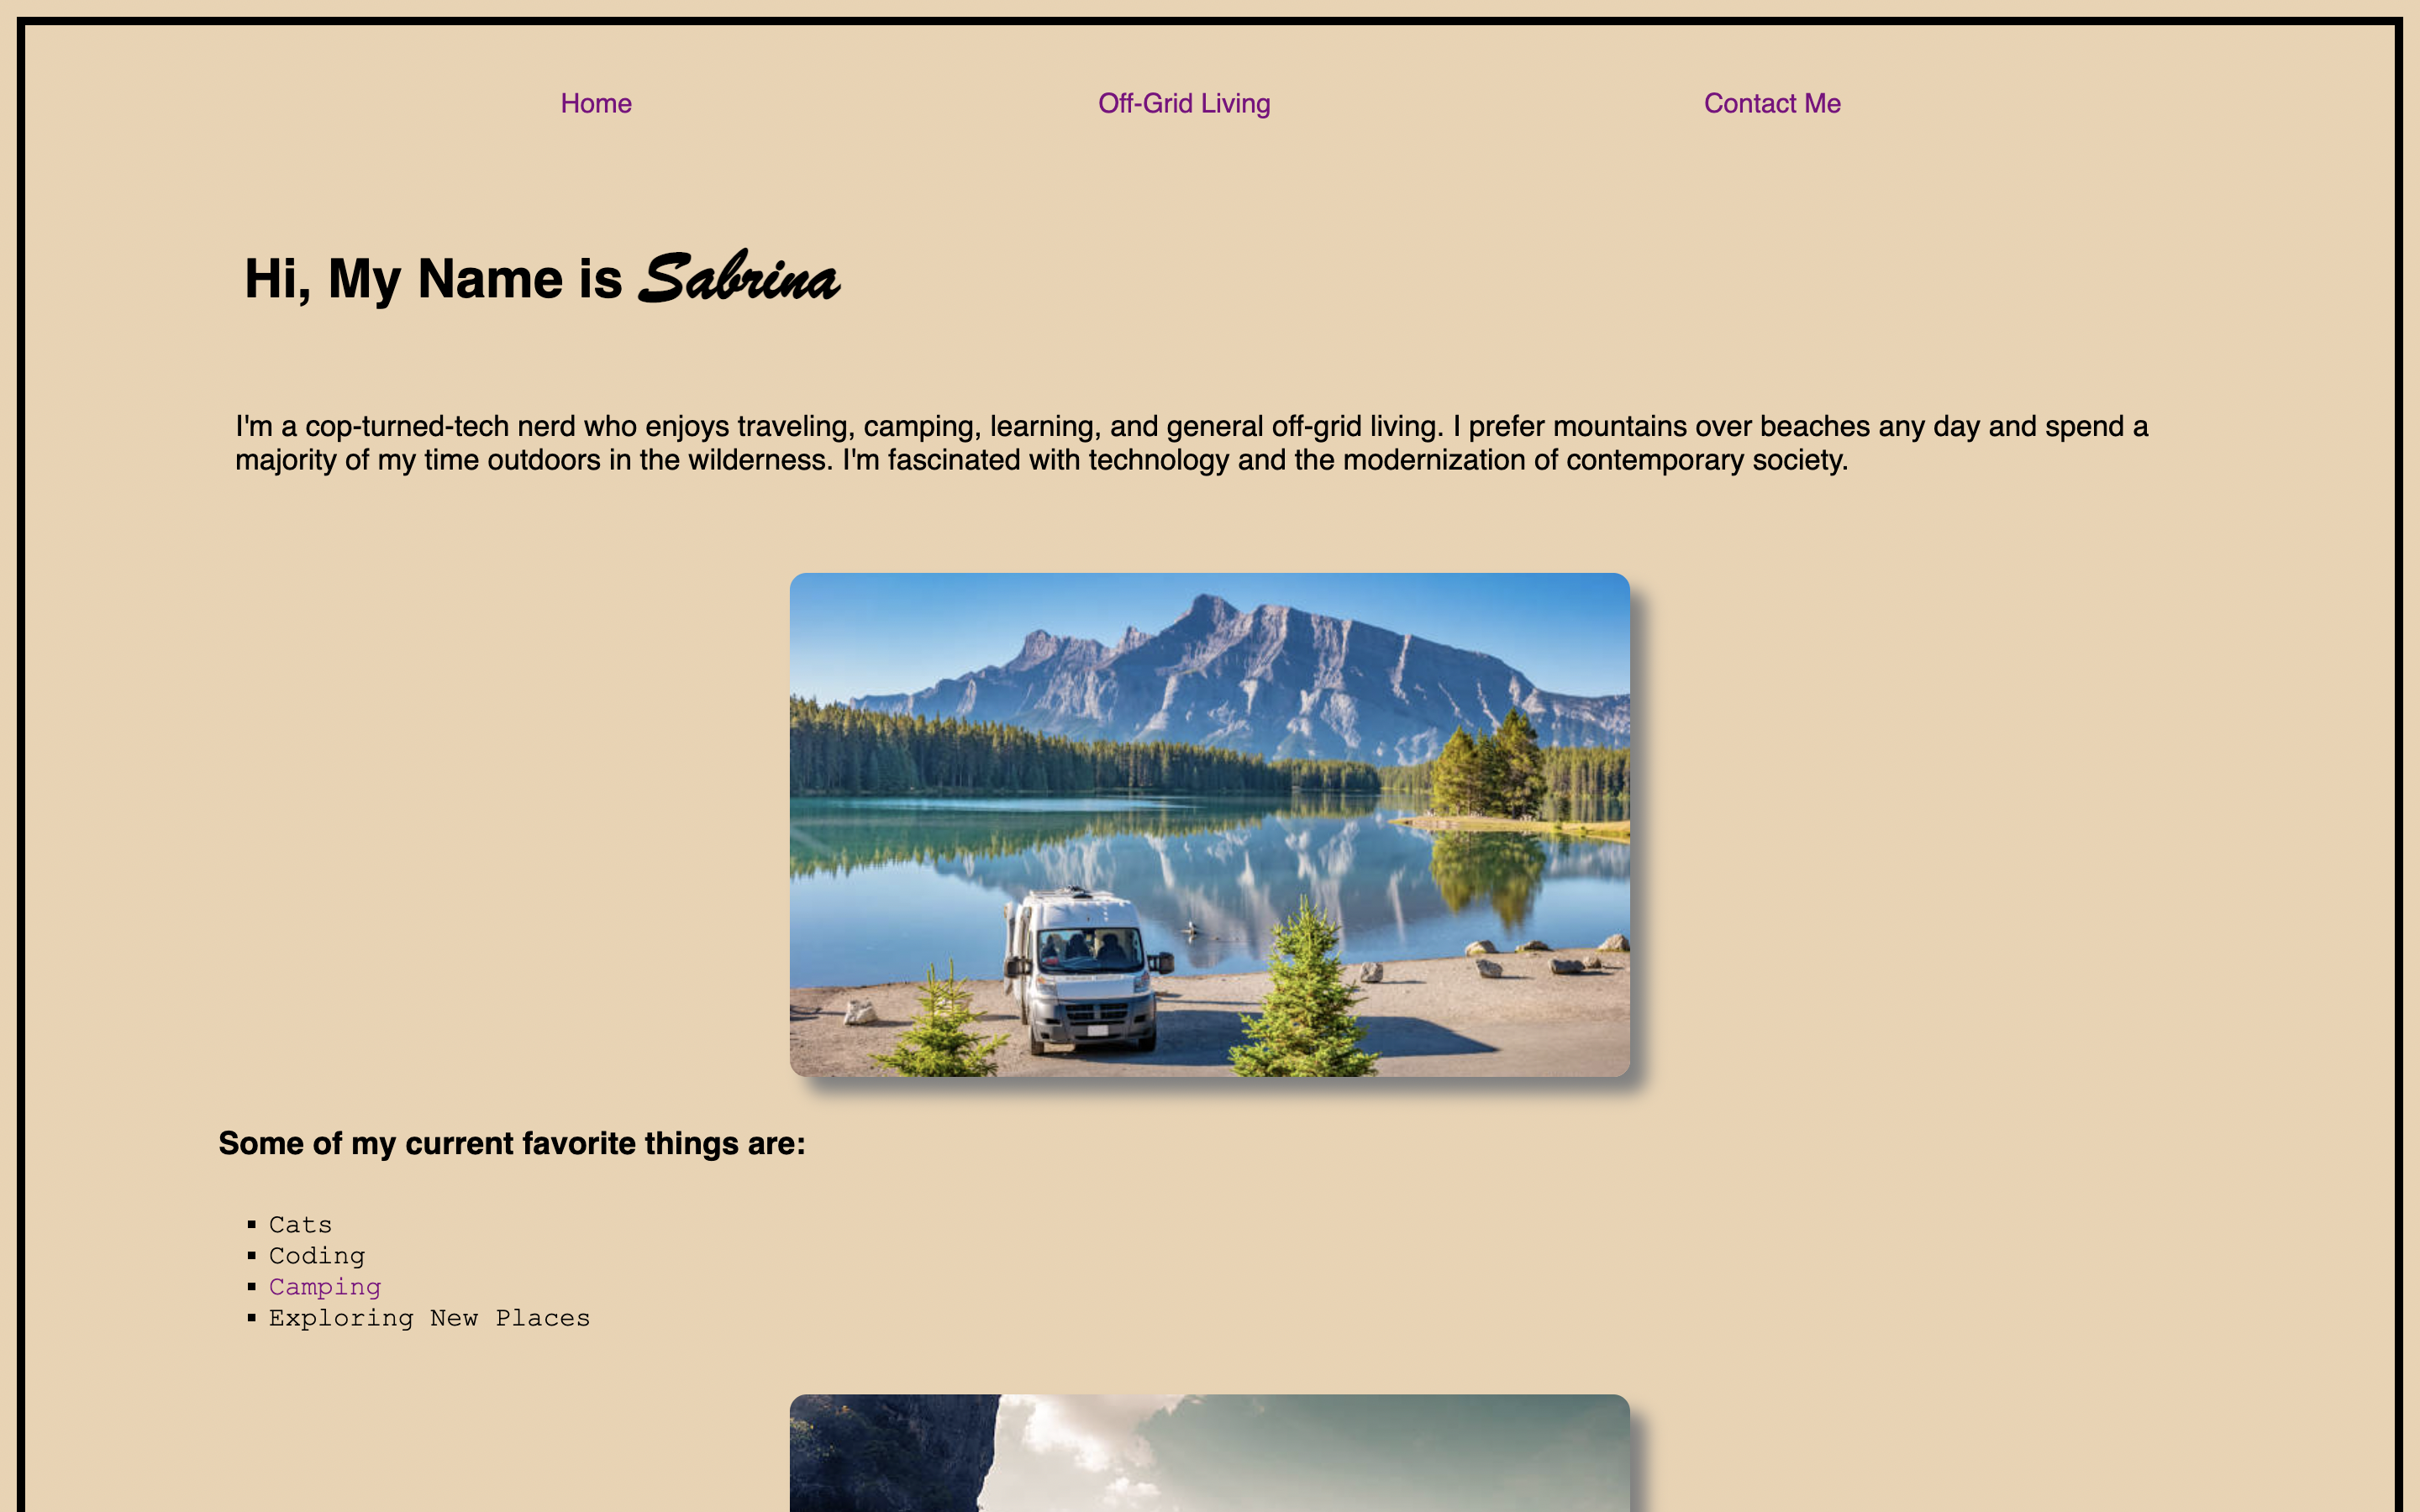 Home Off-Grid Living Contact Me
Hi, My Name is Sabrina
I'm a cop-turned-tech nerd who enjoys traveling, camping, learning, and general off-grid living. I prefer mountains over beaches any day and spend a
majority of my time outdoors in the wilderness. I'm fascinated with technology and the modernization of contemporary society.
Some of my current favorite things are:
Cats
Coding
Camping
Exploring New Places